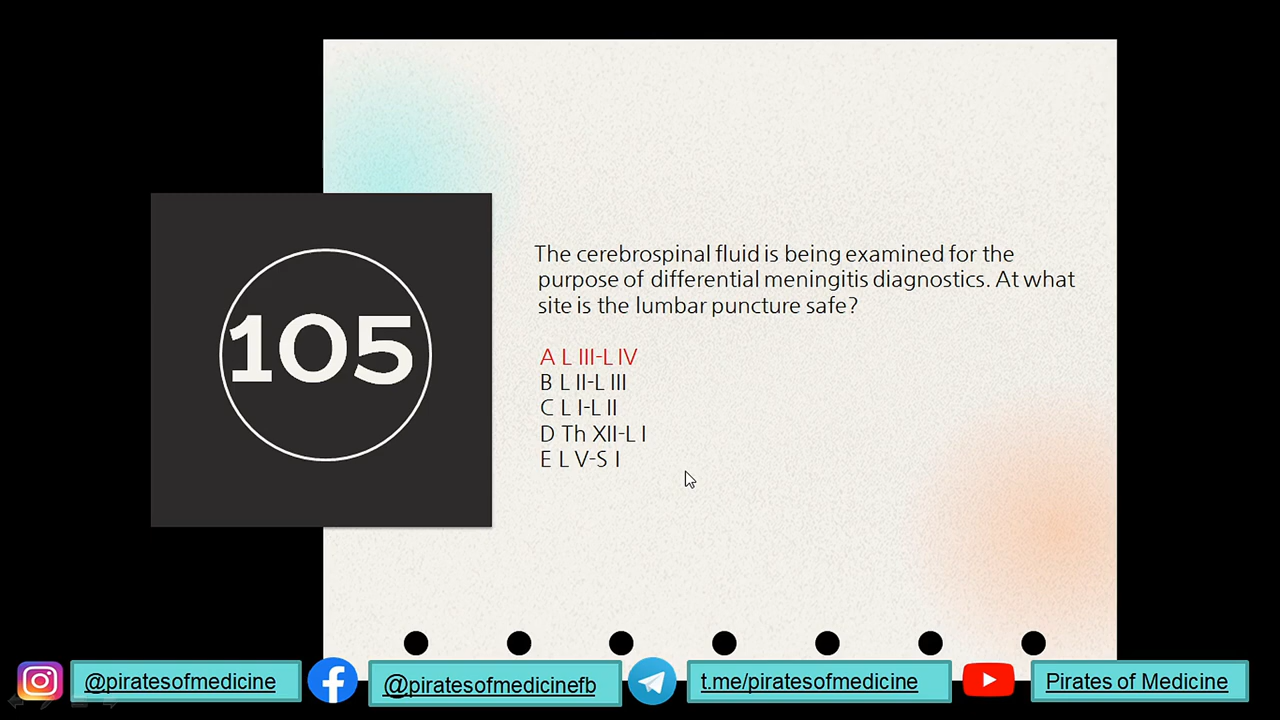 105
The cerebrospinal fluid is being examined for the
purpose of differential meningitis diagnostics. At what
site is the lumbar puncture safe?
A L III-L IV
B L II-L III
C L I-L II
D Th XII-L I
E L V-S I
@piratesofmedicine
@piratesofmedicinefb
t.me/piratesofmedicine
Pirates of Medicine